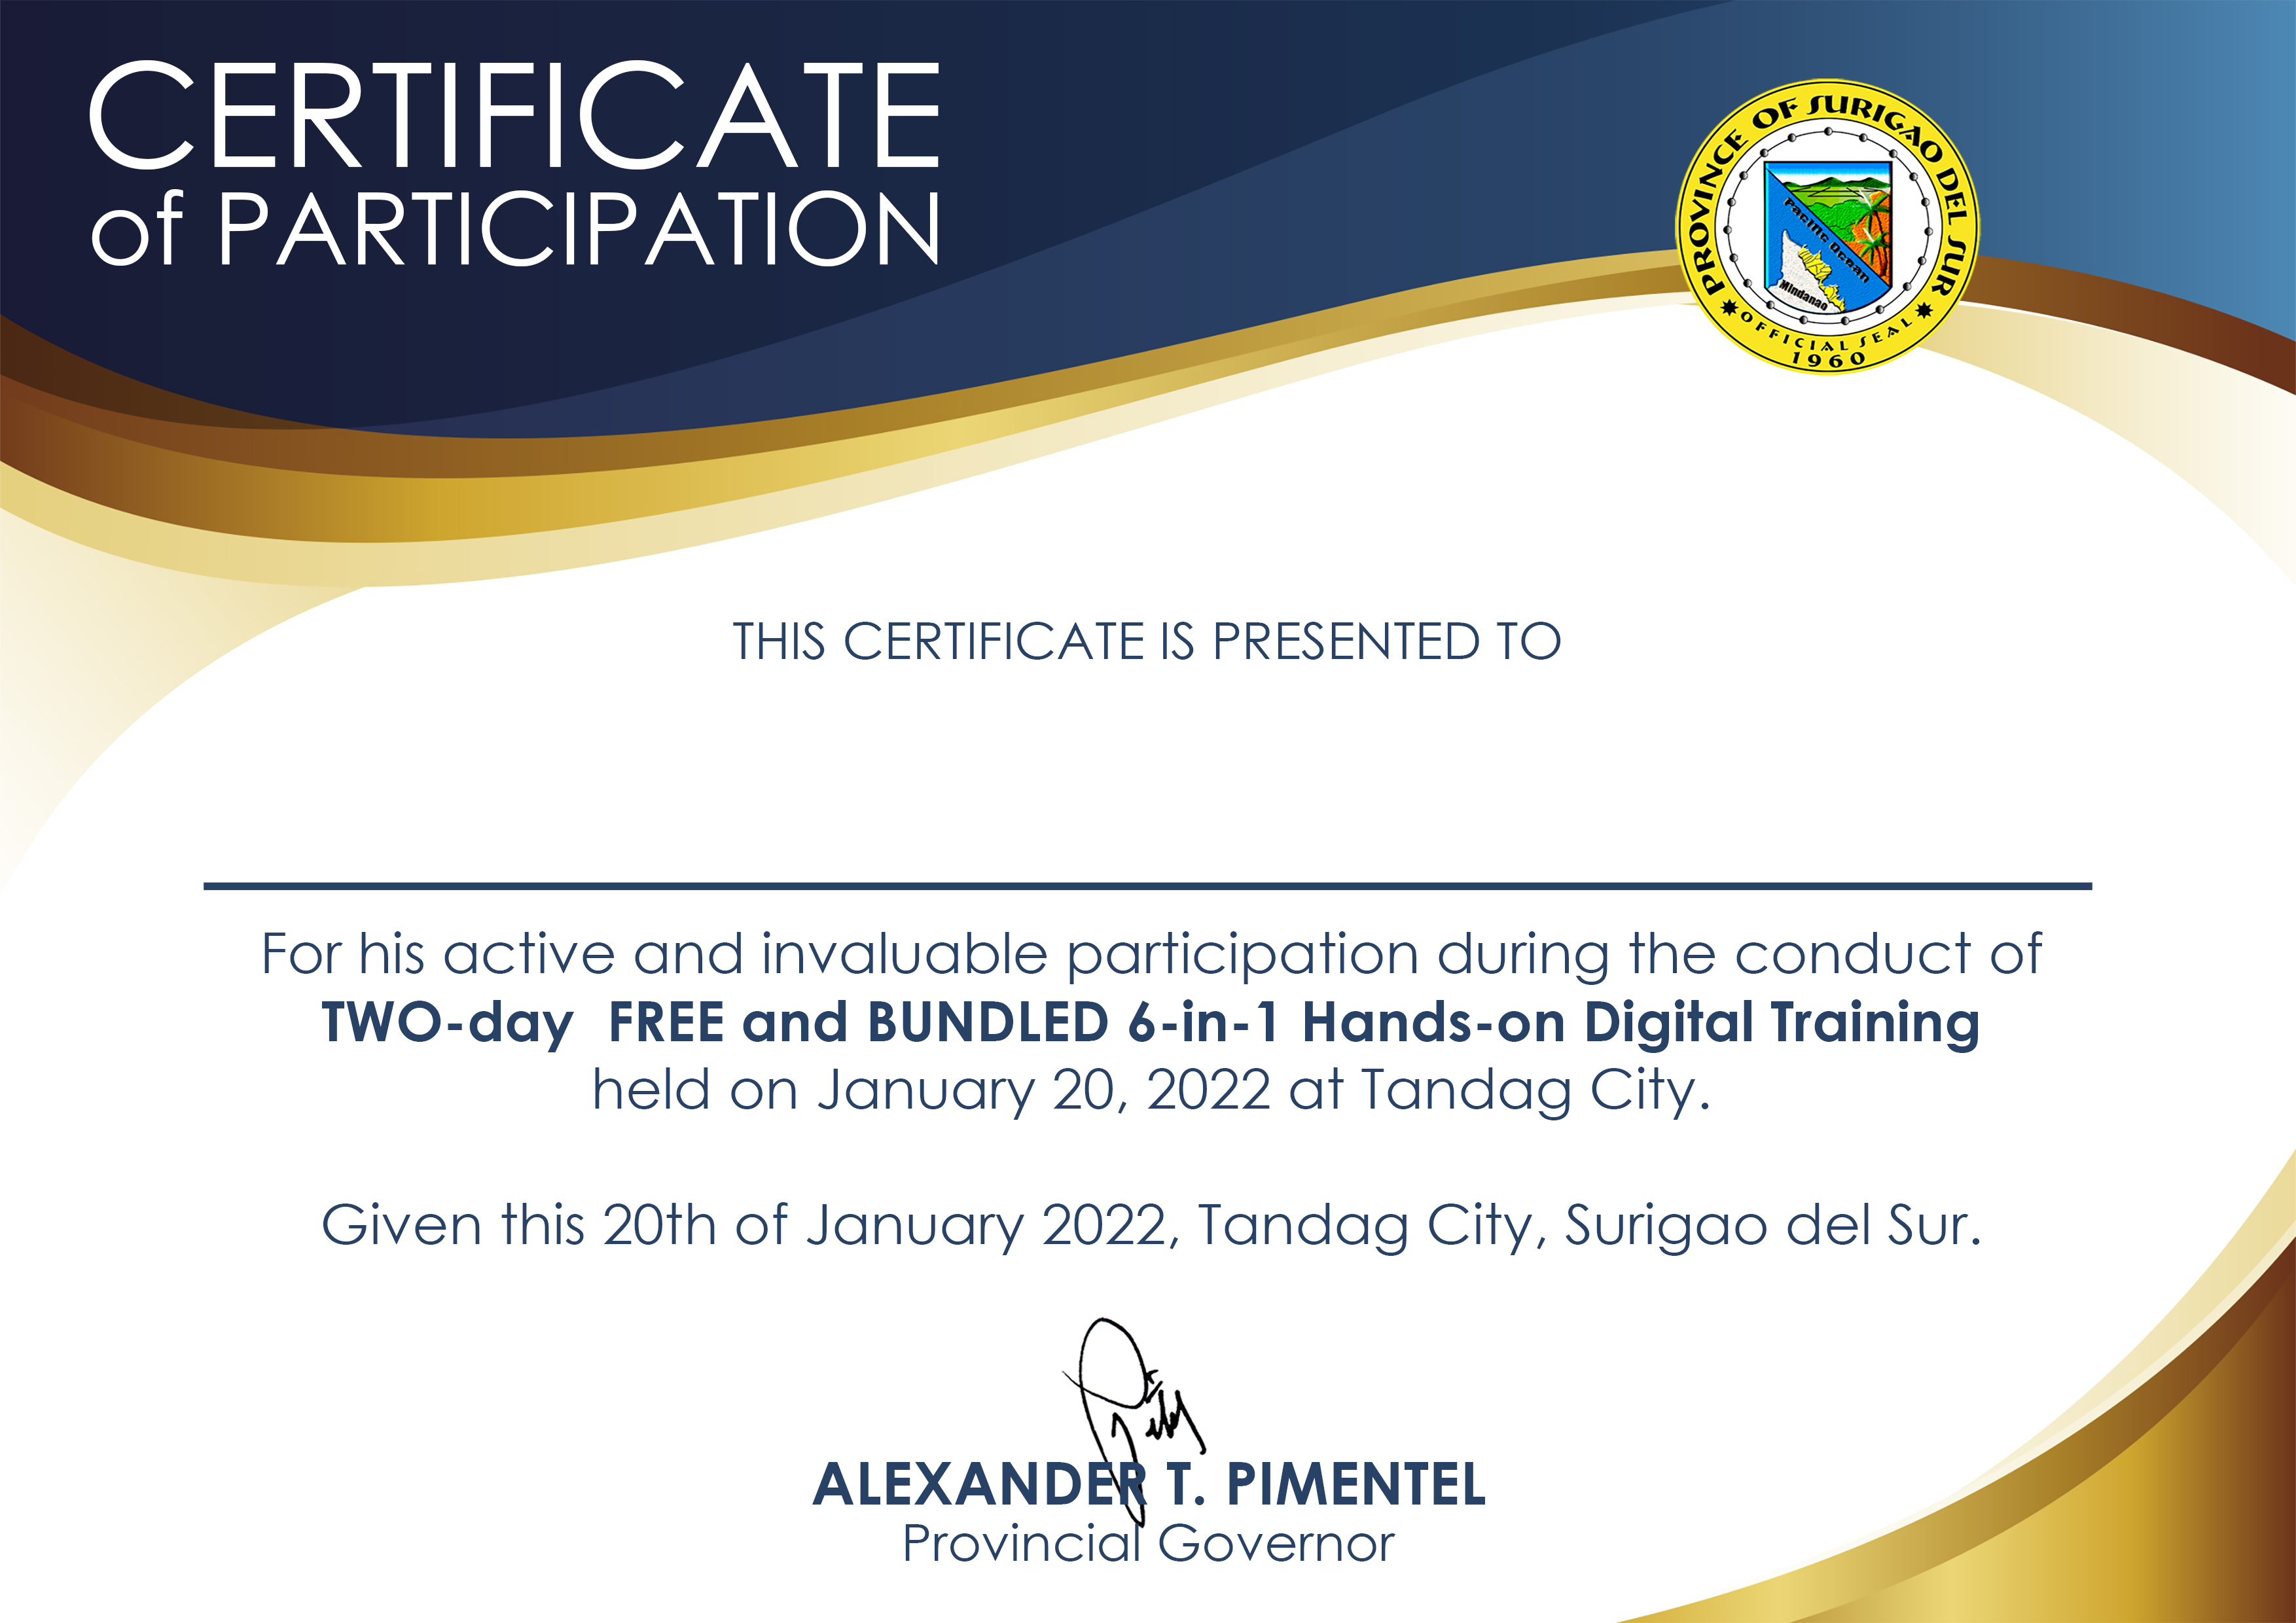 CERTIFICATE
of PARTICIPATION
PROVINCE OF SURIGAO DEL SUR
Pacific Ocean
Mindanao
OFFICIAL SEAL
1960
THIS CERTIFICATE IS PRESENTED TO
For his active and invaluable participation during the conduct of
TWO-day  FREE and BUNDLED 6-in-1 Hands-on Digital Training
held on January 20, 2022 at Tandag City.
Given this 20th of January 2022, Tandag City, Surigao del Sur.
ALEXANDER T. PIMENTEL
Provincial Governor